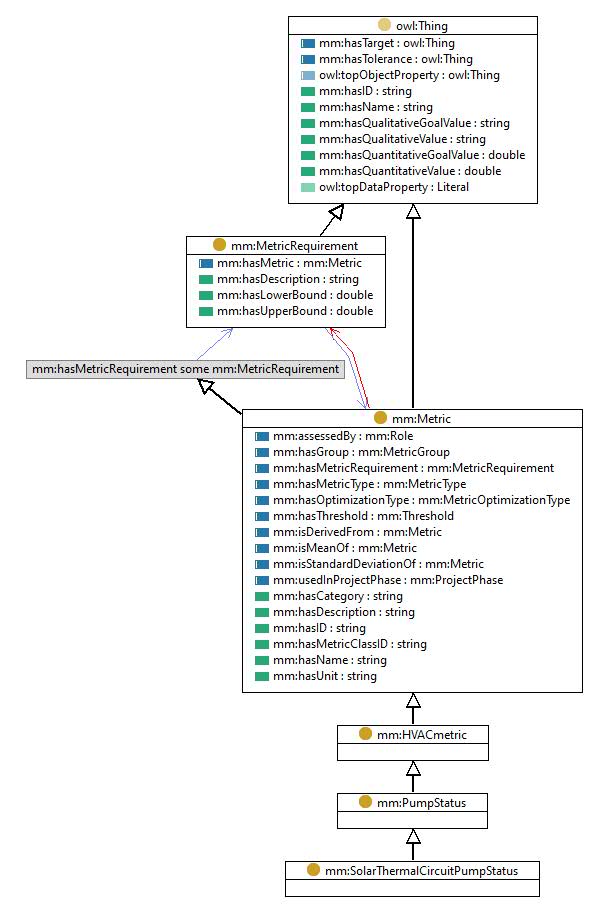 owl:Thing
mm:hasTarget : owl:Thing
mm:hasTolerance : owl:Thing
owl:topObjectProperty : owl:Thing
mm:hasID : string
mm:hasName : string
mm:hasQualitativeGoalValue : string
mm:hasQualitativeValue : string
mm:hasQuantitativeGoalValue : double
mm:hasQuantitativeValue : double
owl:topDataProperty : Literal
mm:MetricRequirement
mm:hasMetric : mm:Metric
mm:hasDescription : string
mm:hasLowerBound : double
mm:hasUpperBound : double
mm:hasMetricRequirement some mm:MetricRequirement
mm:Metric
mm:assessedBy : mm:Role
mm:hasGroup : mm:MetricGroup
mm:hasMetricRequirement : mm:MetricRequirement
mm:hasMetricType : mm:MetricType
mm:hasOptimizationType : mm:MetricOptimizationType
mm:hasThreshold : mm:Threshold
mm:isDerivedFrom : mm:Metric
mm:isMeanOf : mm:Metric
mm:isStandardDeviationOf : mm:Metric
mm:usedInProjectPhase : mm:ProjectPhase
mm:hasCategory : string
mm:hasDescription : string
mm:hasID : string
mm:hasMetricClassID : string
mm:hasName : string
mm:hasUnit : string
mm:HVACmetric
mm:PumpStatus
mm:SolarThermalCircuitPumpStatus